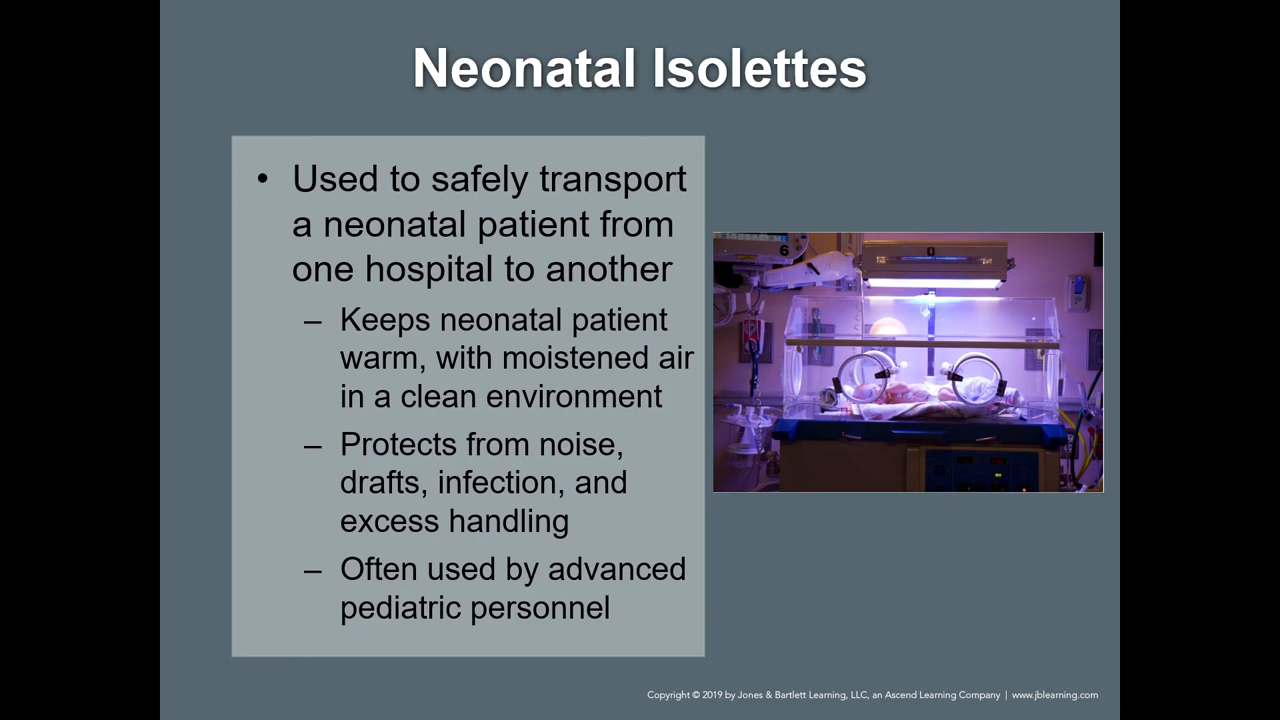 Neonatal Isolettes
• Used to safely transport
a neonatal patient from
one hospital to another
– Keeps neonatal patient
warm, with moistened air
in a clean environment
– Protects from noise,
drafts, infection, and
excess handling
– Often used by advanced
pediatric personnel
6
Copyright © 2019 by Jones & Bartlett Learning, LLC, an Ascend Learning Company | www.jblearning.com